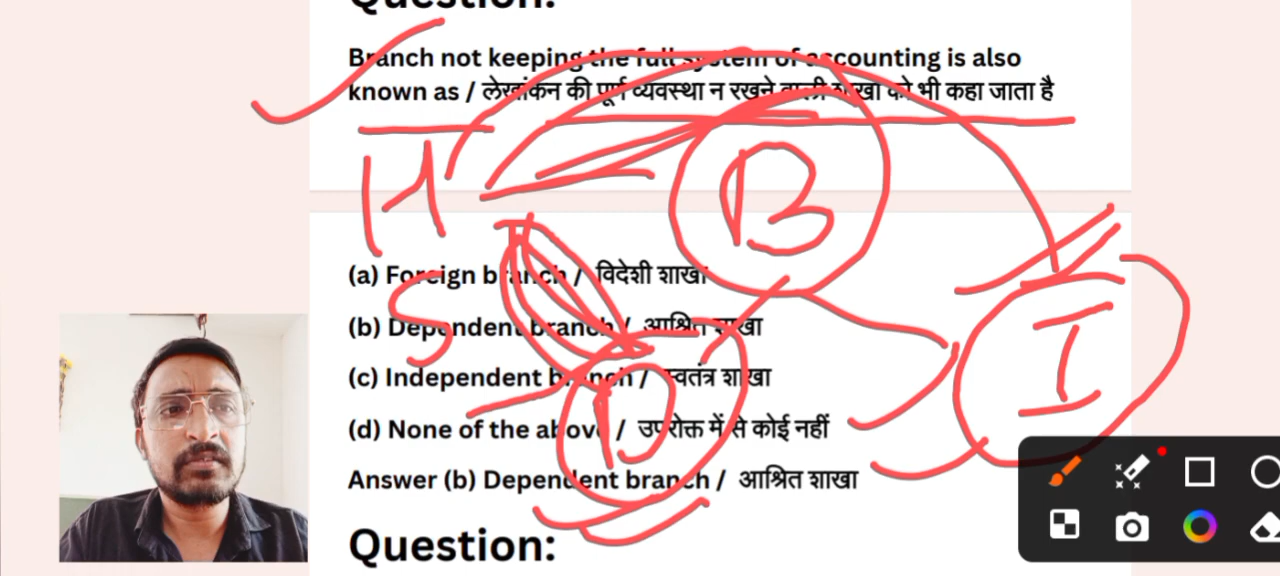 Question:
Branch not keeping the full system of accounting is also
known as / लेखांकन की पूर्ण व्यवस्था न रखने वाली शाखा को भी कहा जाता है
H
B
(a) Foreign branch / विदेशी शाखा
S
(b) Dependent branch / आश्रित शाखा
I
(c) Independent branch / स्वतंत्र शाखा
D
(d) None of the above / उपरोक्त में से कोई नहीं
Answer (b) Dependent branch / आश्रित शाखा
Question: